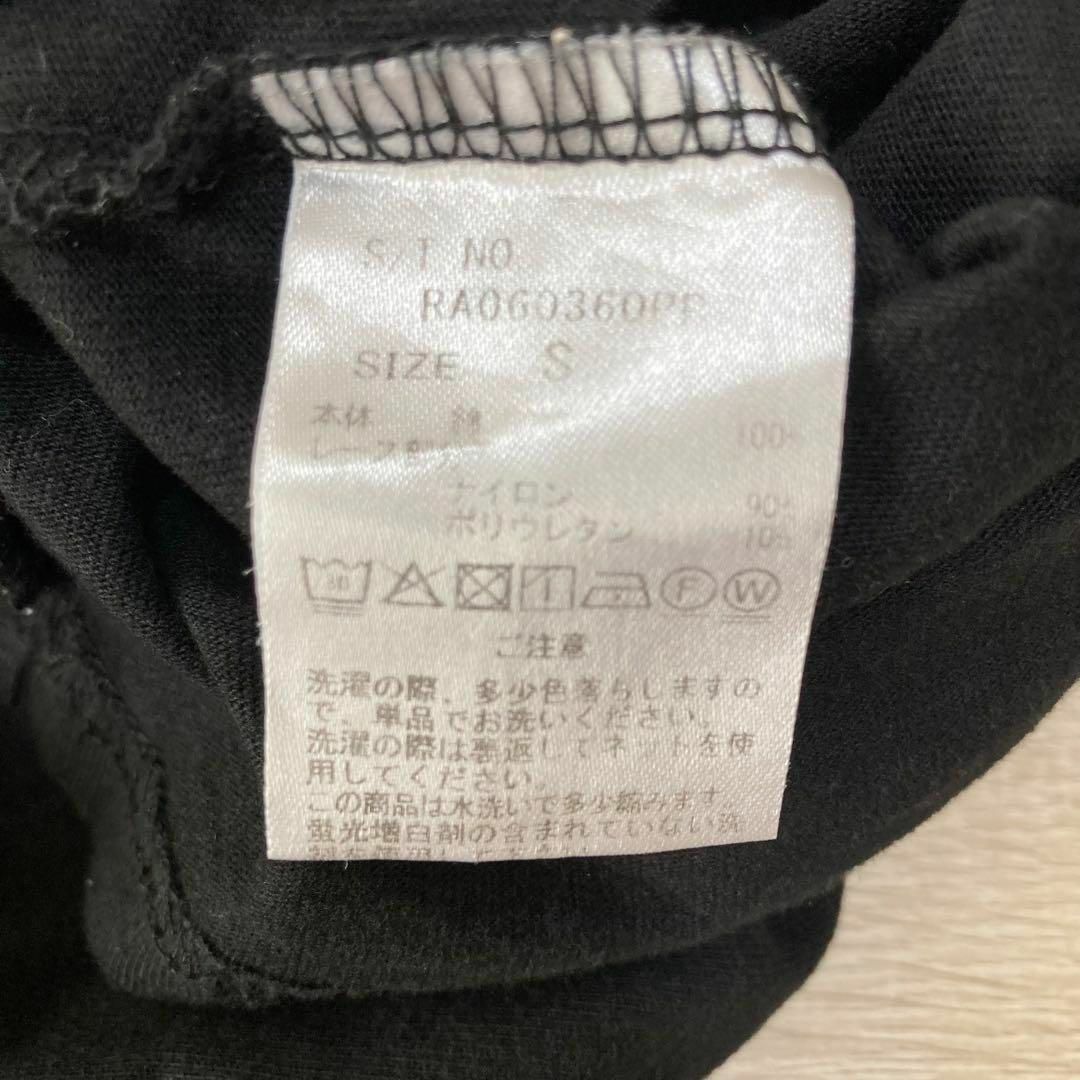 S/T NO
RA060360PF
SIZE S
本体 綿 100%
レース部分
ナイロン 90%
ポリウレタン 10%
30 F W
ご注意
洗濯の際、多少色落ちしますの
で、単品でお洗いください。
洗濯の際は裏返してネットを使
用してください。
この商品は水洗いで多少縮みます。
蛍光増白剤の含まれていない洗